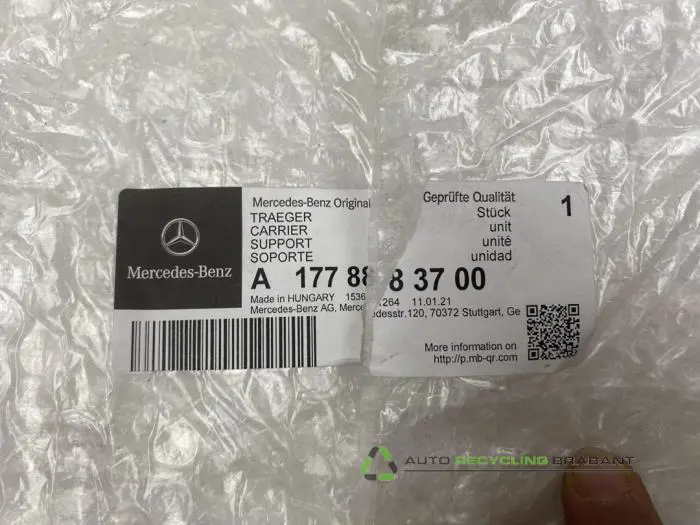 Mercedes-Benz
Mercedes-Benz Original
TRAEGER
CARRIER
SUPPORT
SOPORTE
Geprüfte Qualität
Stück
unit
unité
unidad
1
A 177 88 8 37 00
Made in HUNGARY 1536 1264 11.01.21
Mercedes-Benz AG, Merce edesstr.120, 70372 Stuttgart, Ge
More information on
http://p.mb-qr.com
AUTO RECYCLING BRABANT